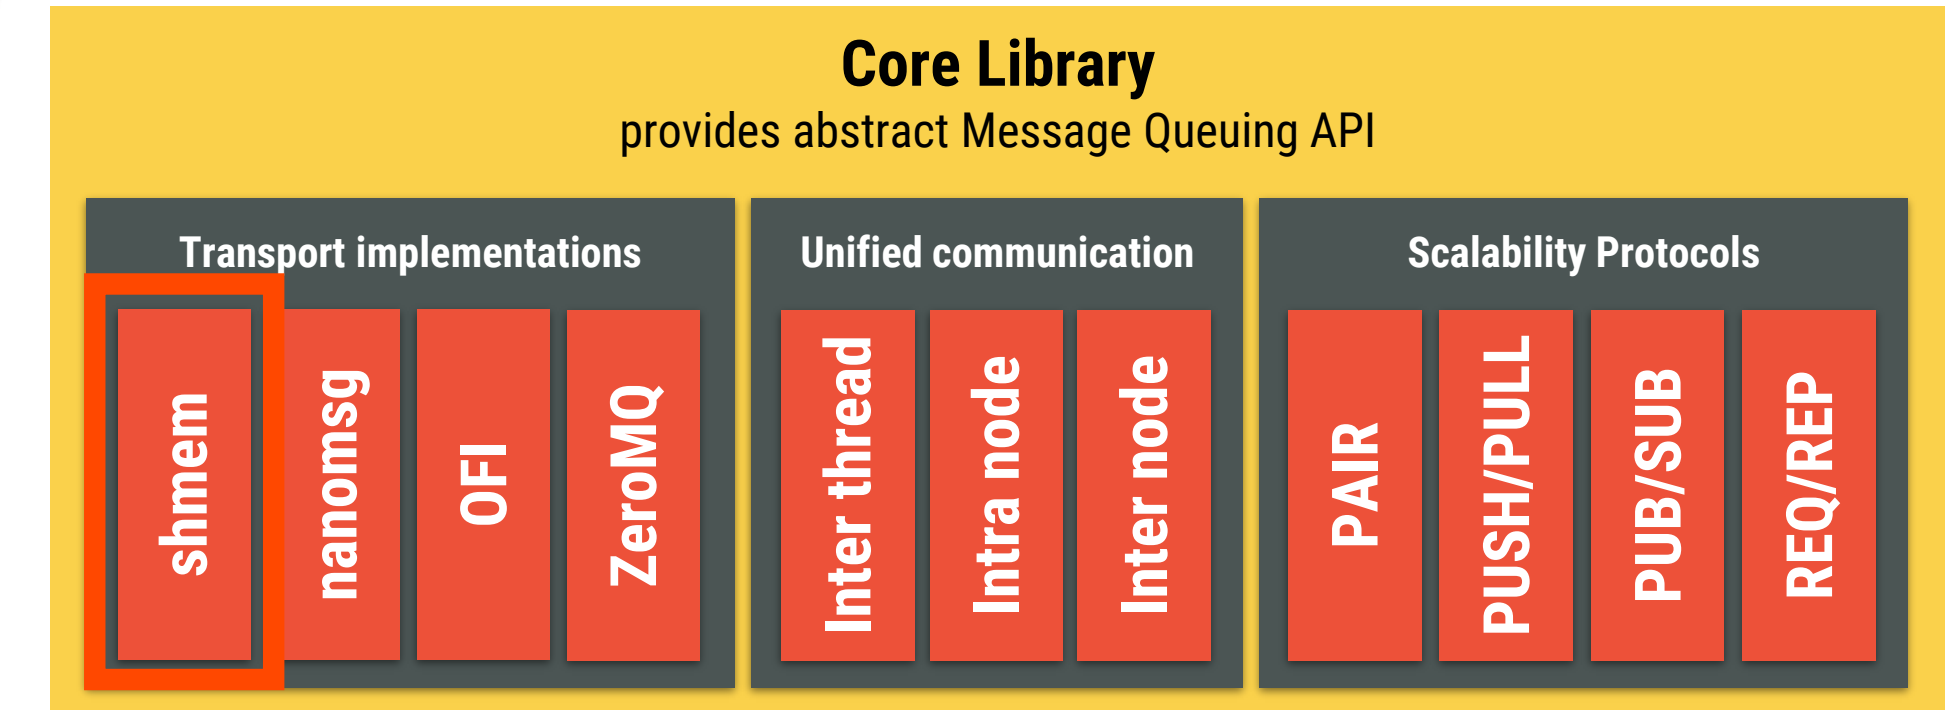 Core Library
provides abstract Message Queuing API
Transport implementations
shmem
nanomsg
OFI
ZeroMQ
Unified communication
Inter thread
Intra node
Inter node
Scalability Protocols
PAIR
PUSH/PULL
PUB/SUB
REQ/REP